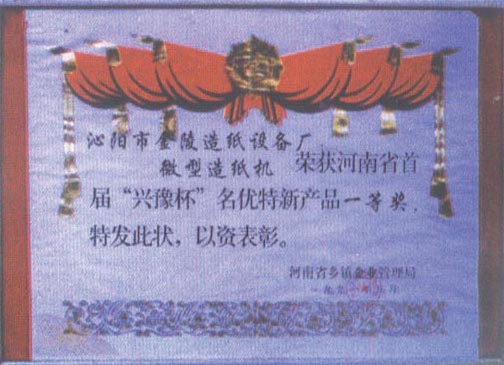 沁阳市金陵造纸设备厂
微型造纸机 荣获河南省首
届“兴豫杯”名优特新产品一等奖.
特发此状，以资表彰。
河南省乡镇企业管理局